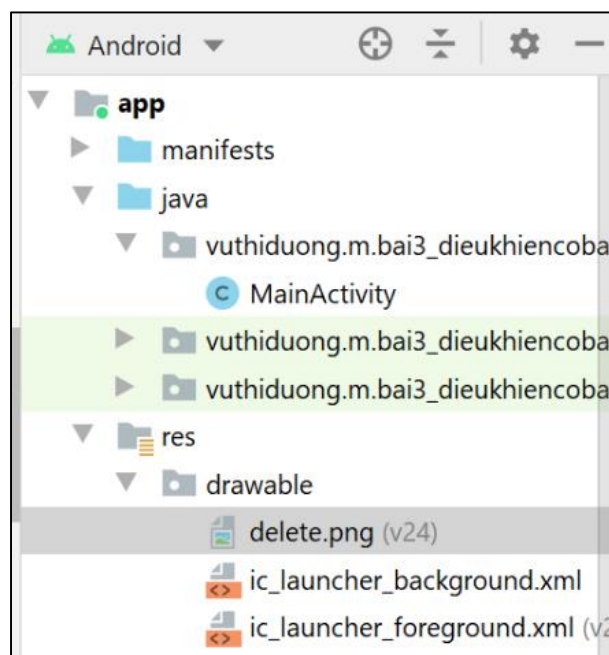 Android
app
manifests
java
vuthiduong.m.bai3_dieukhiencoba
C MainActivity
vuthiduong.m.bai3_dieukhiencoba
vuthiduong.m.bai3_dieukhiencoba
res
drawable
delete.png (v24)
<> ic_launcher_background.xml
<> ic_launcher_foreground.xml (v2